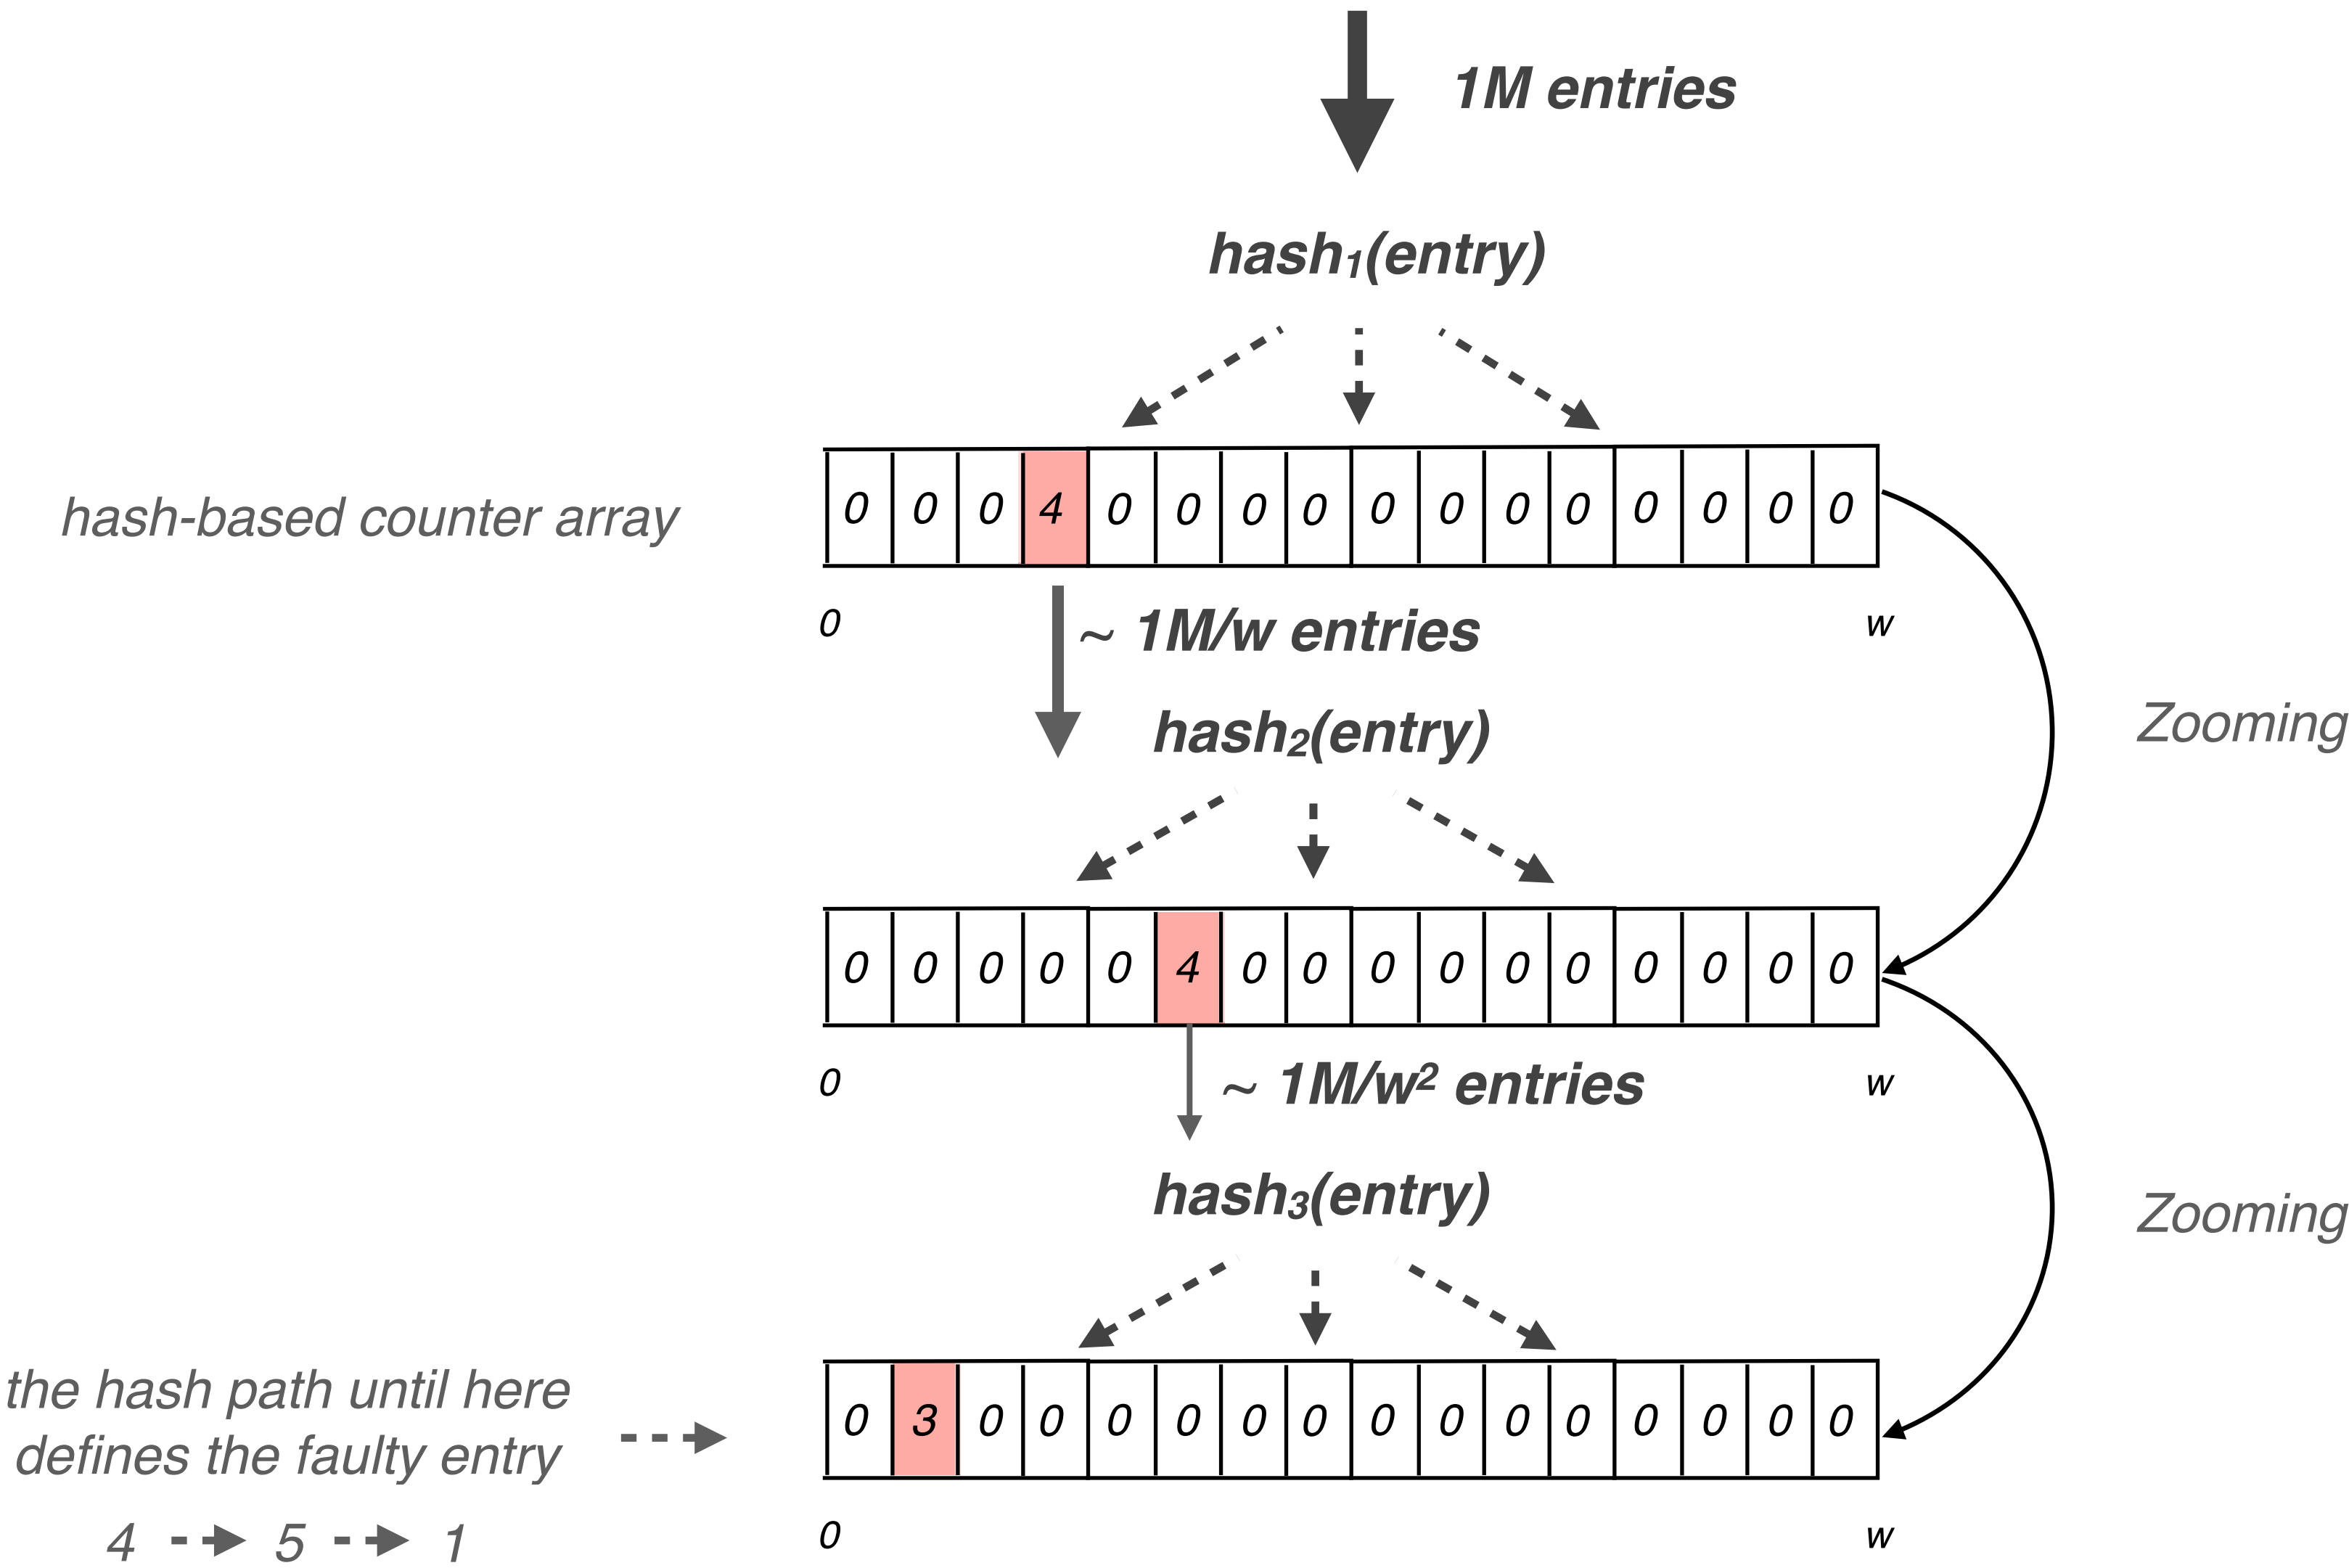 1M entries
hash₁(entry)
hash-based counter array
0 0 0 4 0 0 0 0 0 0 0 0 0 0 0 0
0 w
~ 1M/w entries
Zooming
hash₂(entry)
0 0 0 0 0 4 0 0 0 0 0 0 0 0 0 0
0 w
~ 1M/w² entries
Zooming
hash₃(entry)
the hash path until here
defines the faulty entry
4 5 1
0 3 0 0 0 0 0 0 0 0 0 0 0 0 0 0
0 w